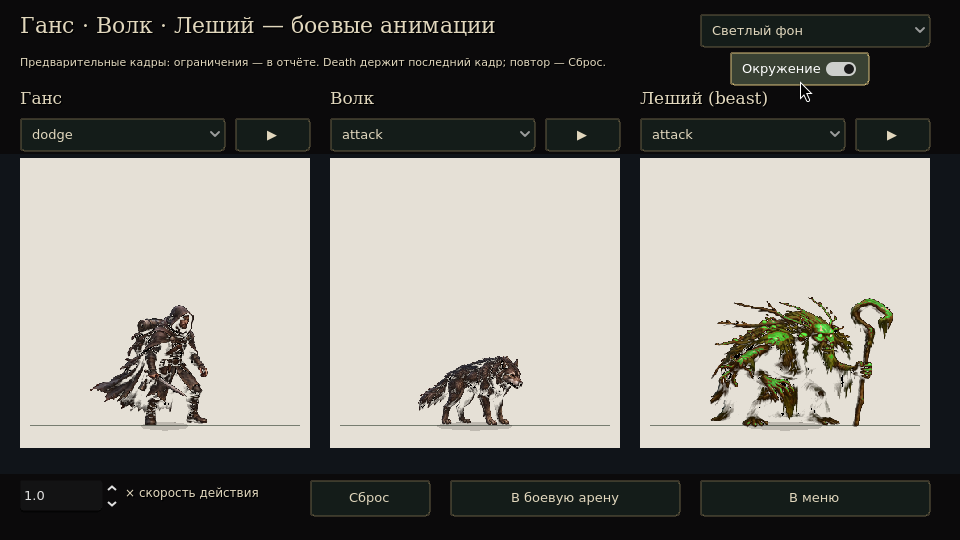 Ганс · Волк · Леший — боевые анимации
Светлый фон
Предварительные кадры: ограничения — в отчёте. Death держит последний кадр; повтор — Сброс.
Окружение
Ганс
Волк
Леший (beast)
dodge
▶
attack
▶
attack
▶
1.0
× скорость действия
Сброс
В боевую арену
В меню